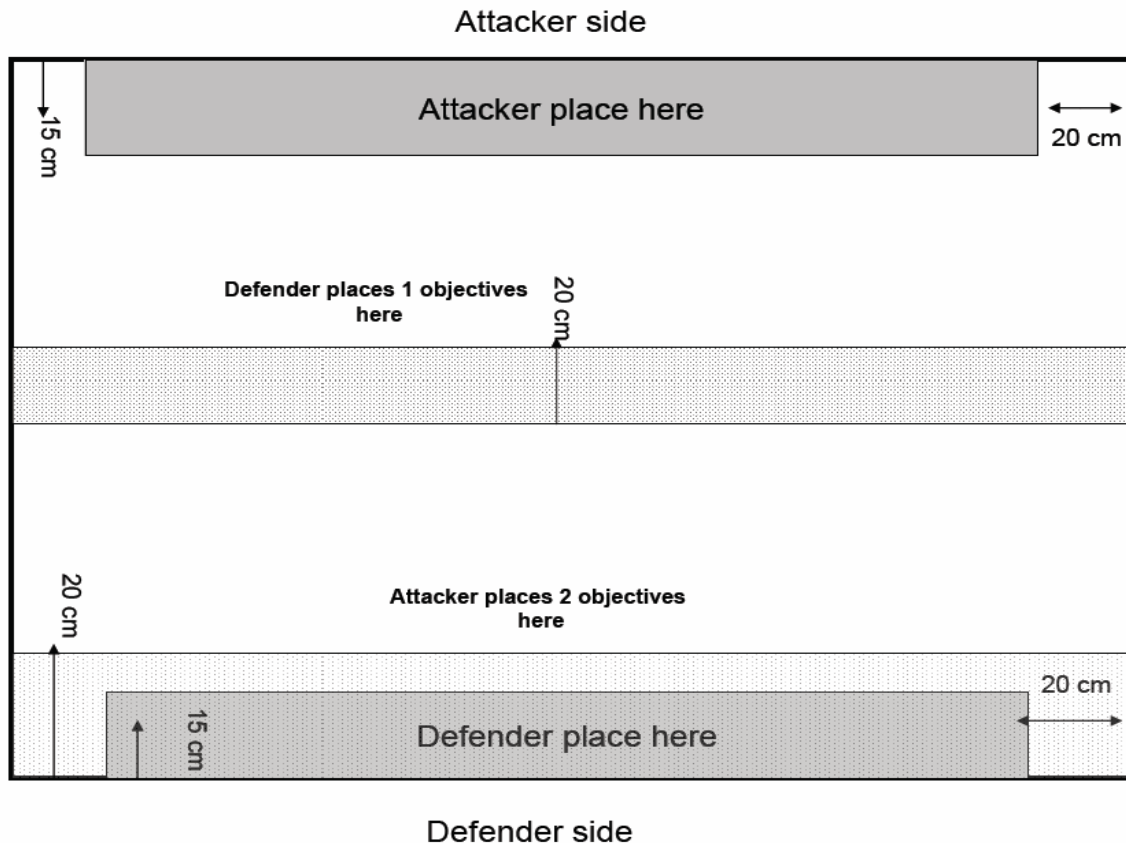 Attacker side
Attacker place here
15 cm
20 cm
Defender places 1 objectives
here
20 cm
Attacker places 2 objectives
here
20 cm
20 cm
15 cm
Defender place here
Defender side